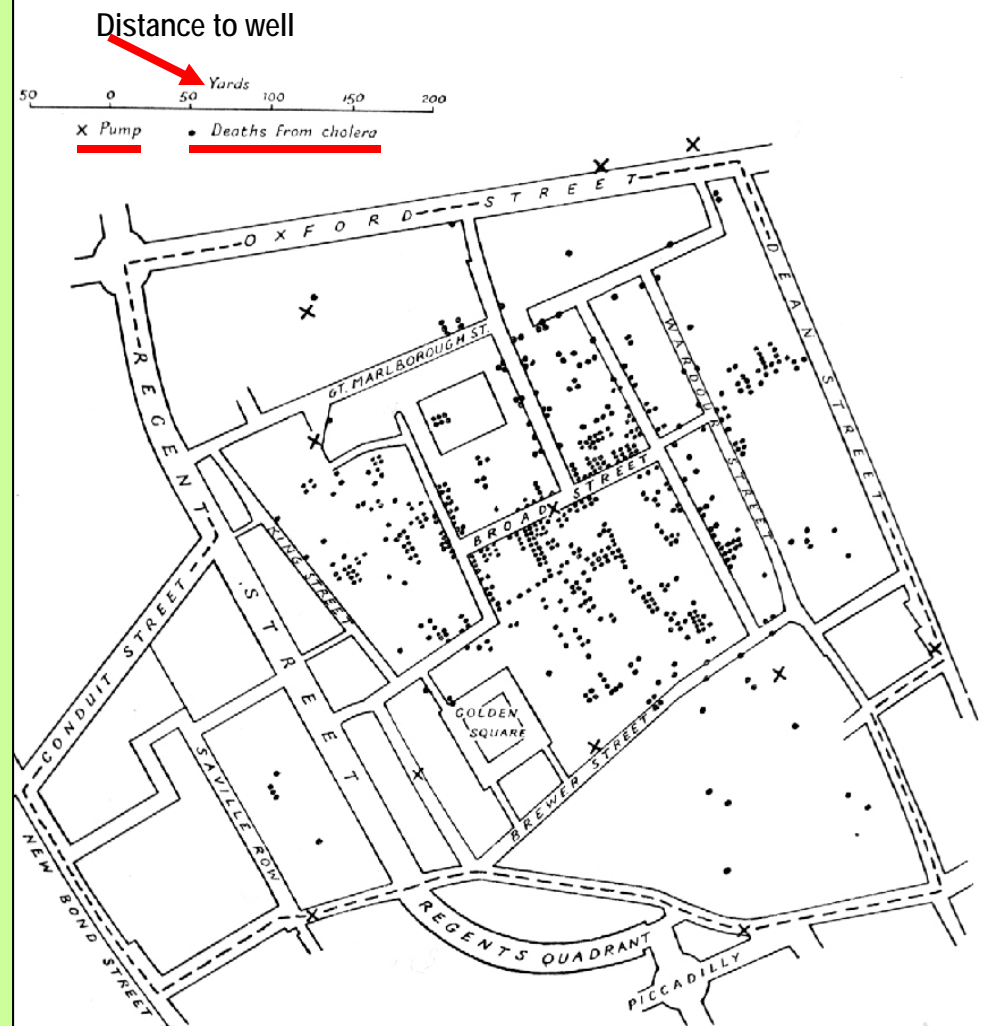 Distance to well
Yards
50 0 50 100 150 200
x Pump • Deaths from cholera
OXFORD STREET
REGENT STREET
DEAN STREET
WARDOUR STREET
GT. MARLBOROUGH ST.
BROAD STREET
KING STREET
CONDUIT STREET
GOLDEN
SQUARE
SAVILLE ROW
BREWER STREET
NEW BOND STREET
REGENTS QUADRANT
PICCADILLY